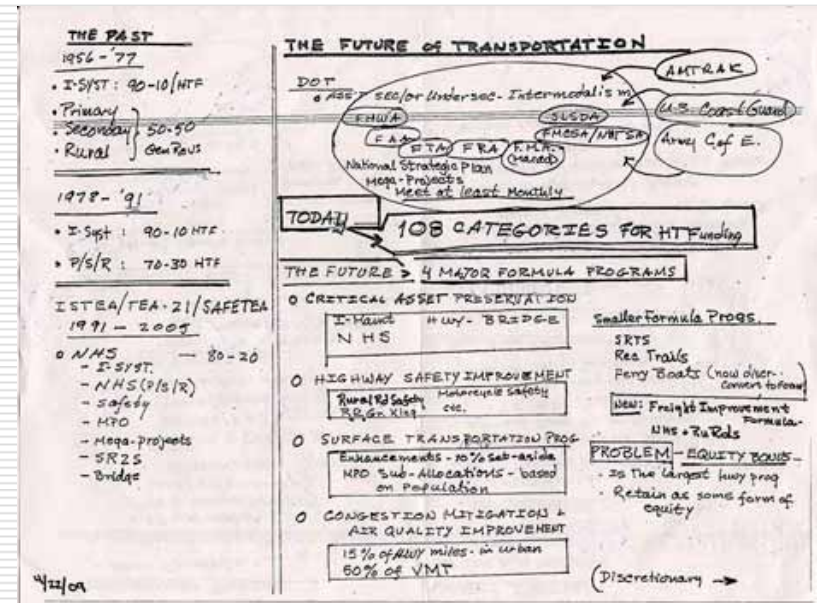 THE PAST
1956 - '77
• I-SYST: 90-10/HTF
• Primary
• Secondary } 50-50
• Rural GenRevs
1978 - '91
• I-Syst : 90-10 HTF
• P/S/R : 70-30 HTF
ISTEA/TEA-21/SAFETEA
1991 - 2005
o NHS — 80-20
- I-SYST.
- NHS (P/S/R)
- Safety
- MPO
- Mega-projects
- SR2S
- Bridge
4/22/09
THE FUTURE of TRANSPORTATION
DOT
• Asst Sec/or Undersec - Intermodalism
FHWA SLSDA
FAA FTA FRA FMCSA/NHTSA
National Strategic Plan
Mega-Projects
Meet at least Monthly
AMTRAK
U.S. Coast Guard
Army C of E.
TODAY
108 CATEGORIES FOR HTFunding
THE FUTURE > 4 MAJOR FORMULA PROGRAMS
o CRITICAL ASSET PRESERVATION
I-Maint HWY- BRIDGE
NHS
o HIGHWAY SAFETY IMPROVEMENT
Rural Rd Safety Motorcycle Safety
RR Gr. Xing etc.
o SURFACE TRANSPORTATION PROG
Enhancements - 10% Set-aside
MPO Sub-Allocations - based
on Population
o CONGESTION MITIGATION +
AIR QUALITY IMPROVEMENT
15% of HWY miles - in urban
50% of VMT
Smaller Formula Progs.
SRTS
Rec Trails
Ferry Boats (now discr.
New: Freight Improvement
Formula-
NHS + RuRds
PROBLEM - EQUITY BONUS -
• Is The largest hwy prog
• Retain as some form of
equity
(Discretionary →